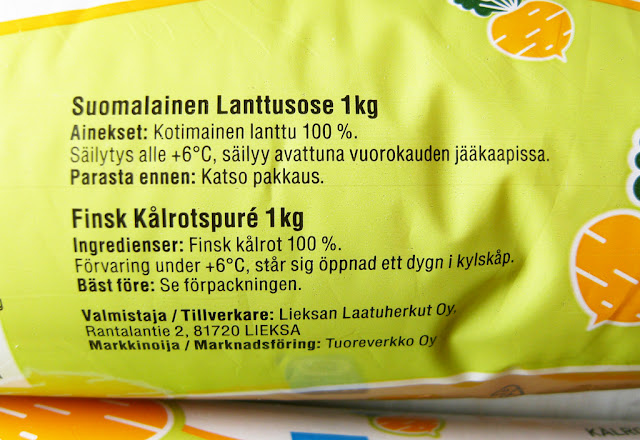 Suomalainen Lanttusose 1kg
Ainekset: Kotimainen lanttu 100 %.
Säilytys alle +6°C, säilyy avattuna vuorokauden jääkaapissa.
Parasta ennen: Katso pakkaus.
Finsk Kålrotspuré 1kg
Ingredienser: Finsk kålrot 100 %.
Förvaring under +6°C, står sig öppnad ett dygn i kylskåp.
Bäst före: Se förpackningen.
Valmistaja / Tillverkare: Lieksan Laatuherkut Oy.
Rantalantie 2, 81720 LIEKSA
Markkinoija / Marknadsföring: Tuoreverkko Oy